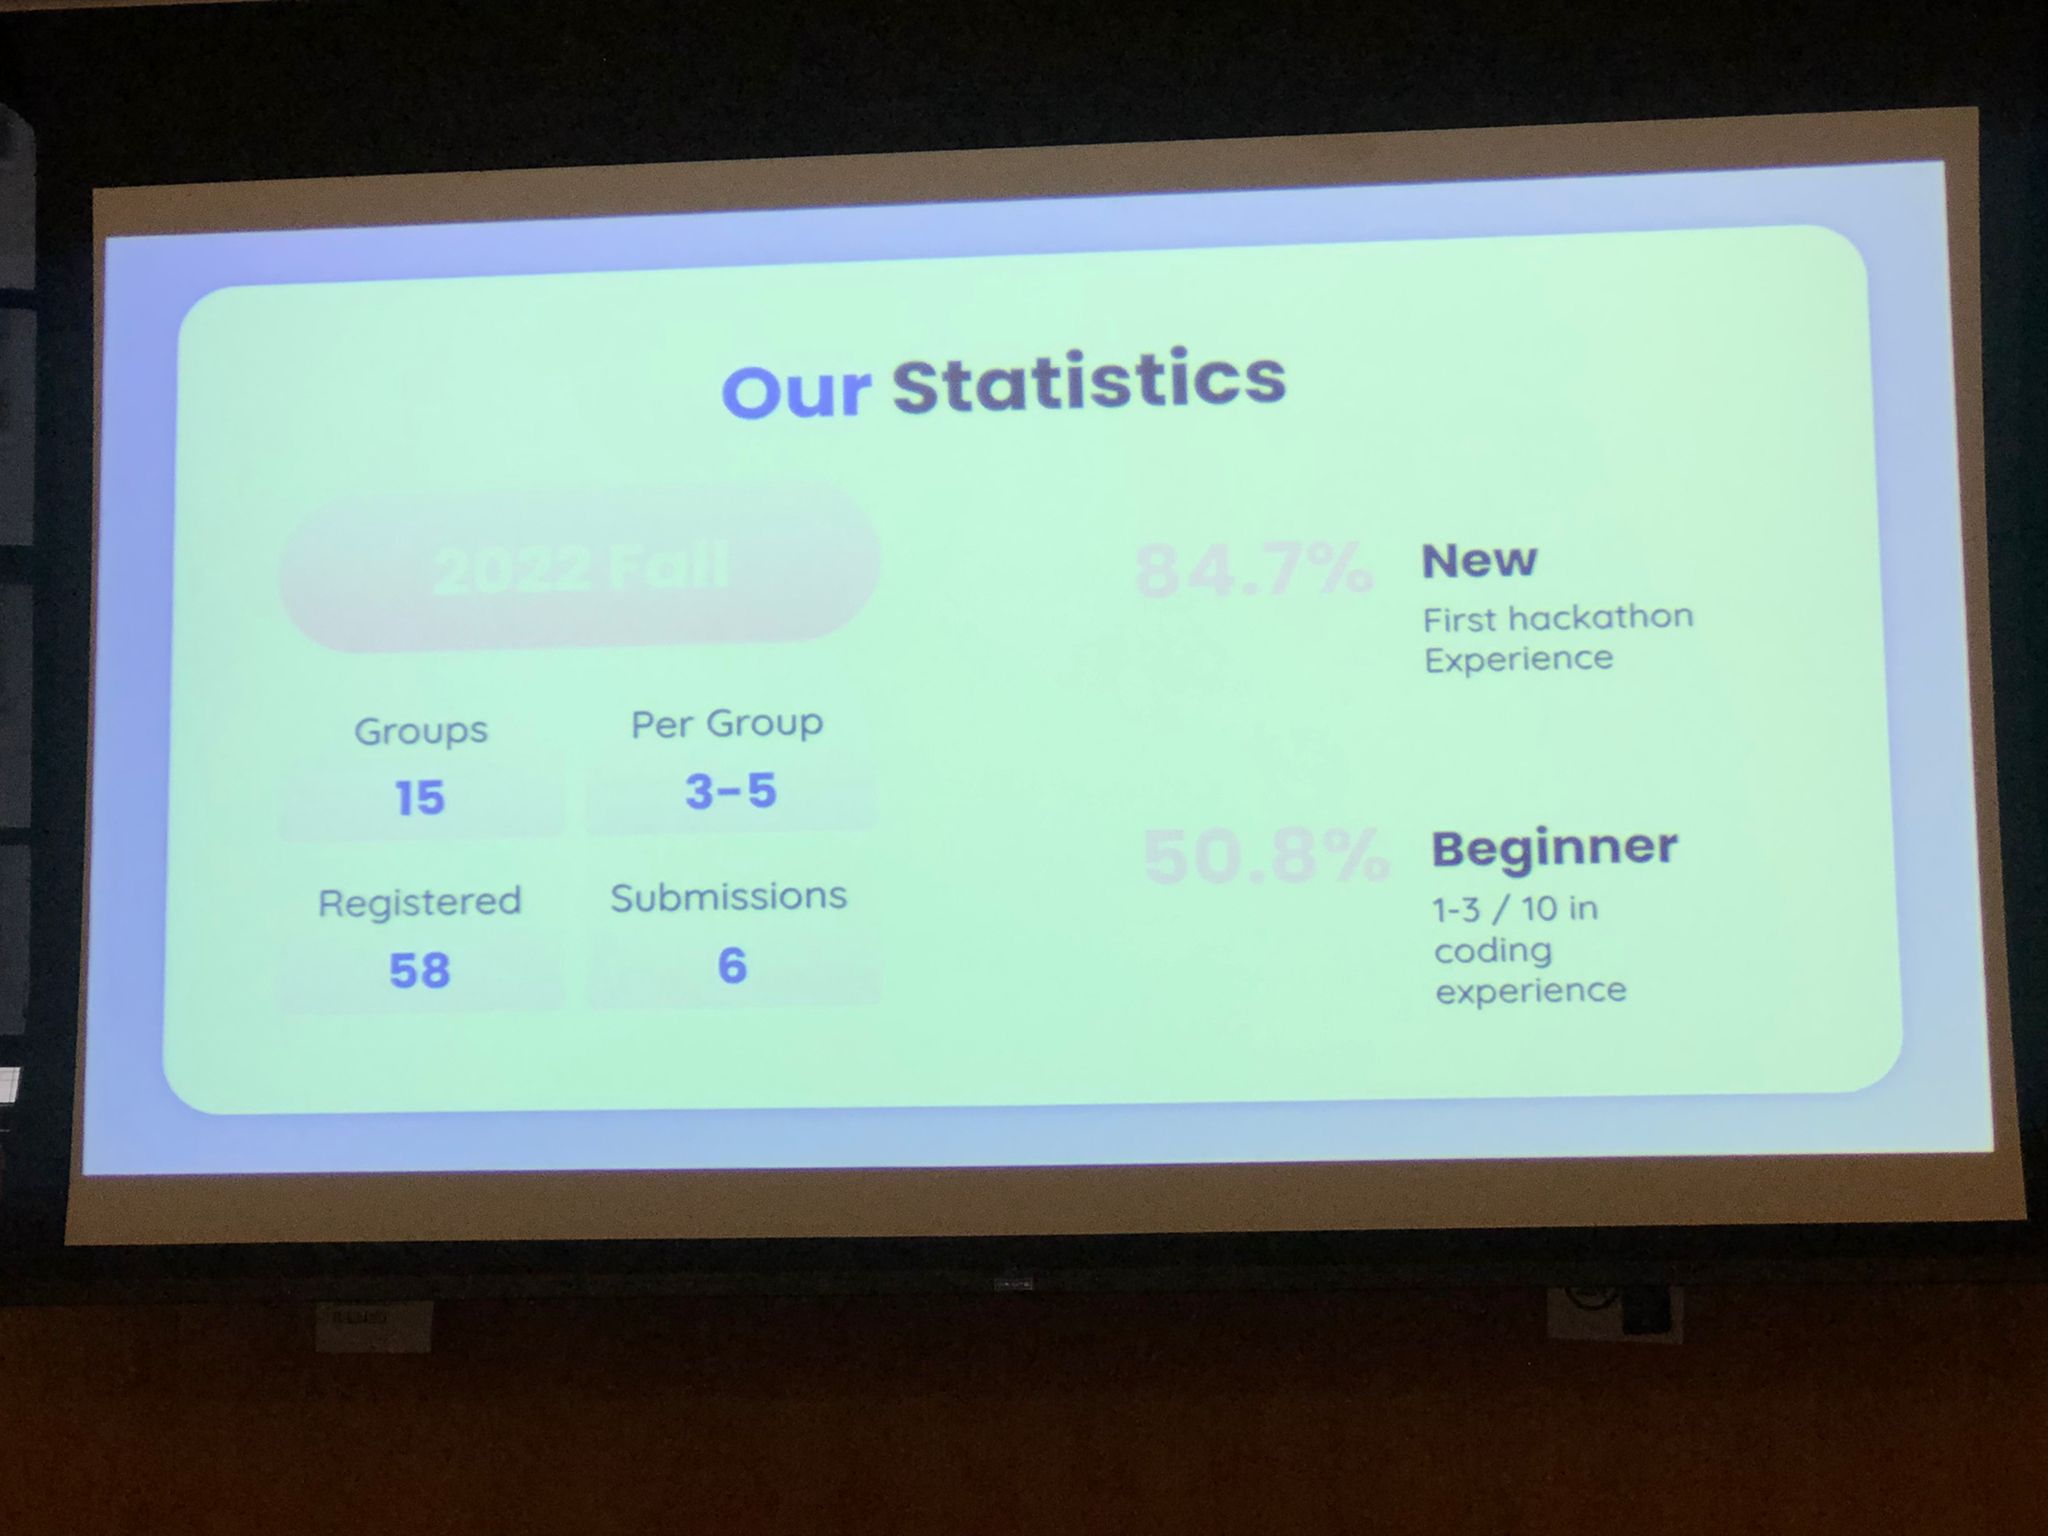 Our Statistics
2022 Fall
Groups
15
Per Group
3-5
Registered
58
Submissions
6
84.7%
New
First hackathon
Experience
50.8%
Beginner
1-3 / 10 in
coding
experience